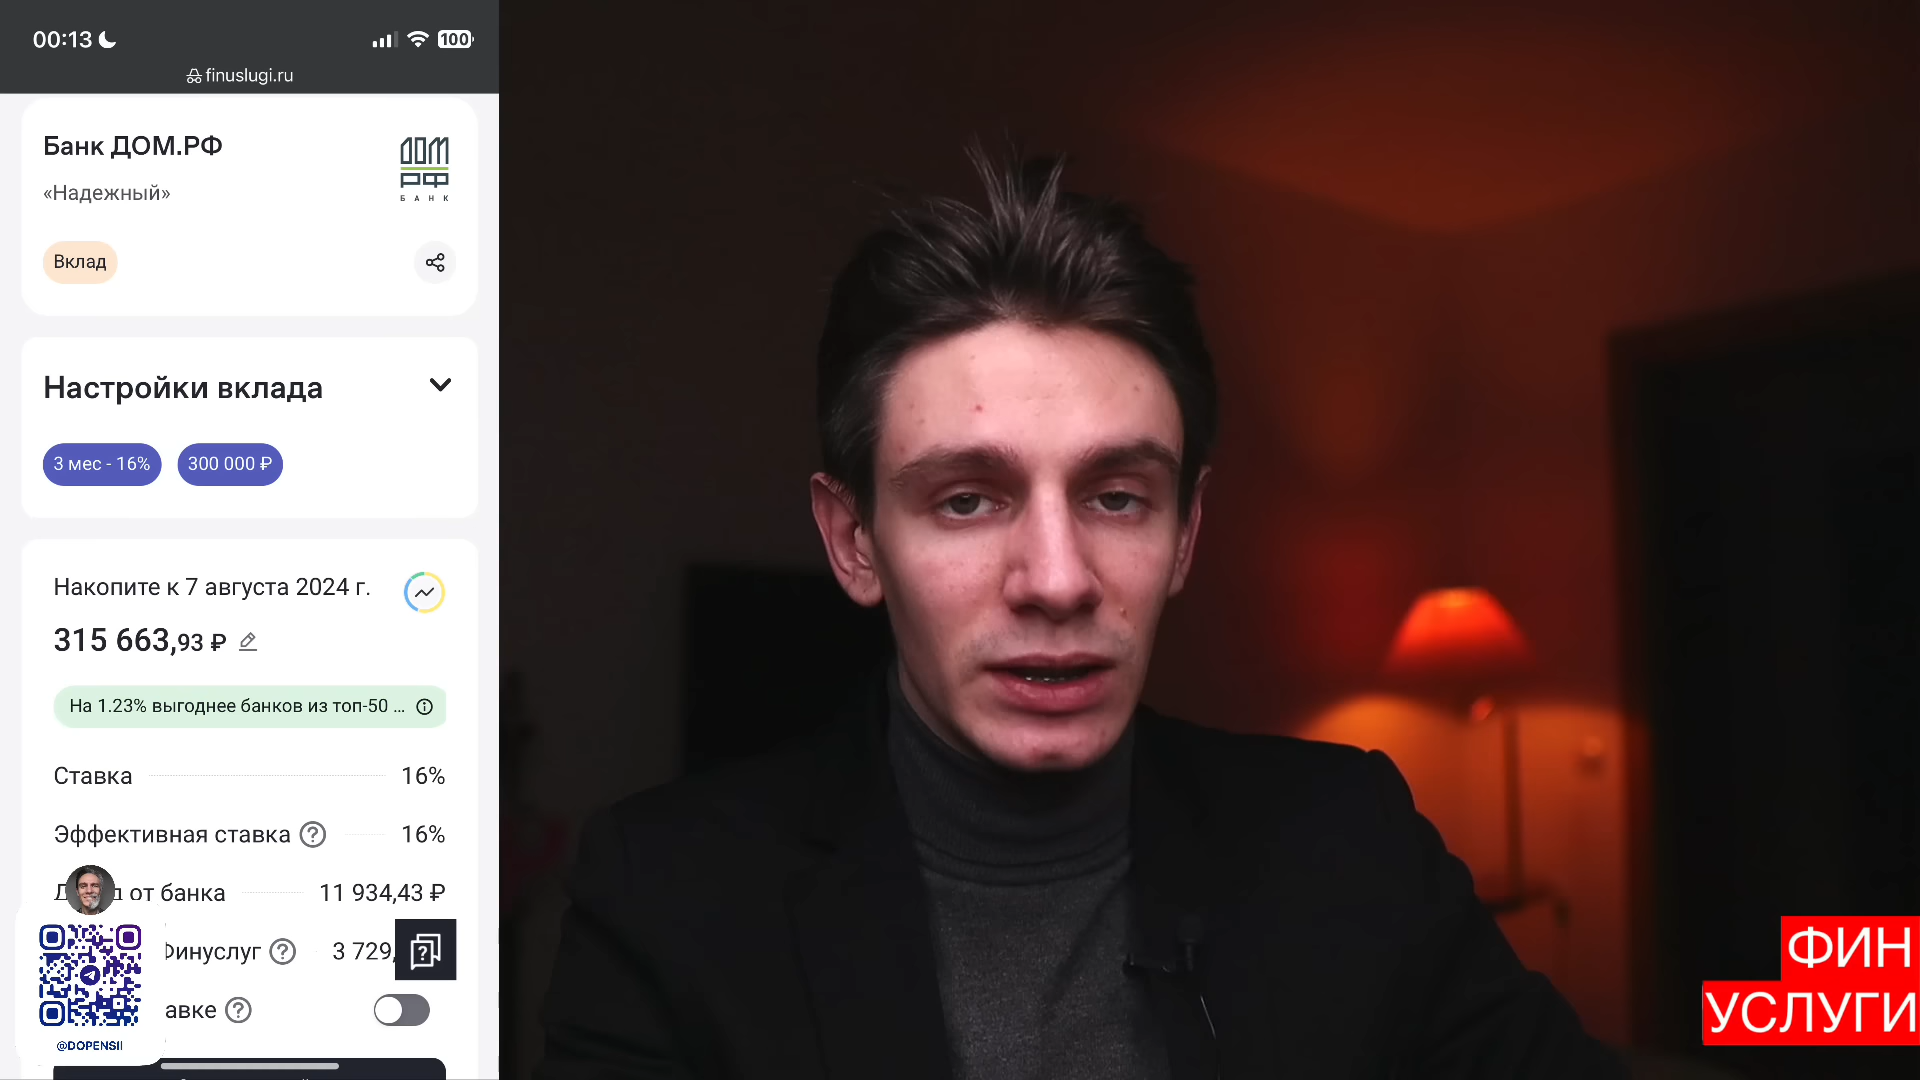 00:13
100
finuslugi.ru
Банк ДОМ.РФ
ДОМ
РФ
БАНК
«Надежный»
Вклад
Настройки вклада
3 мес - 16%
300 000 ₽
Накопите к 7 августа 2024 г.
315 663,93 ₽
На 1.23% выгоднее банков из топ-50 ...
Ставка 16%
Эффективная ставка ? 16%
от банка 11 934,43 ₽
Финуслуг ? 3 729,
авке ?
@DOPENSII
ФИН
УСЛУГИ